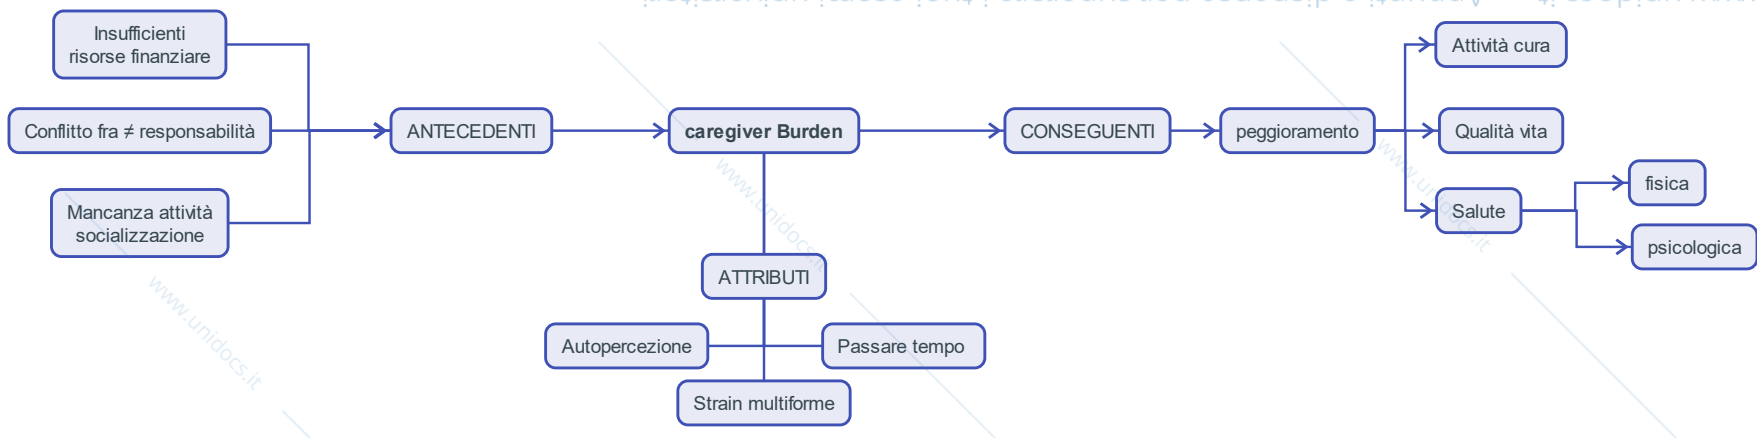 Insufficienti
risorse finanziare
Conflitto fra ≠ responsabilità
Mancanza attività
socializzazione
ANTECEDENTI
caregiver Burden
CONSEGUENTI
peggioramento
Attività cura
Qualità vita
Salute
fisica
psicologica
ATTRIBUTI
Autopercezione
Passare tempo
Strain multiforme
www.unidocs.it
www.unidocs.it
www.unidocs.it